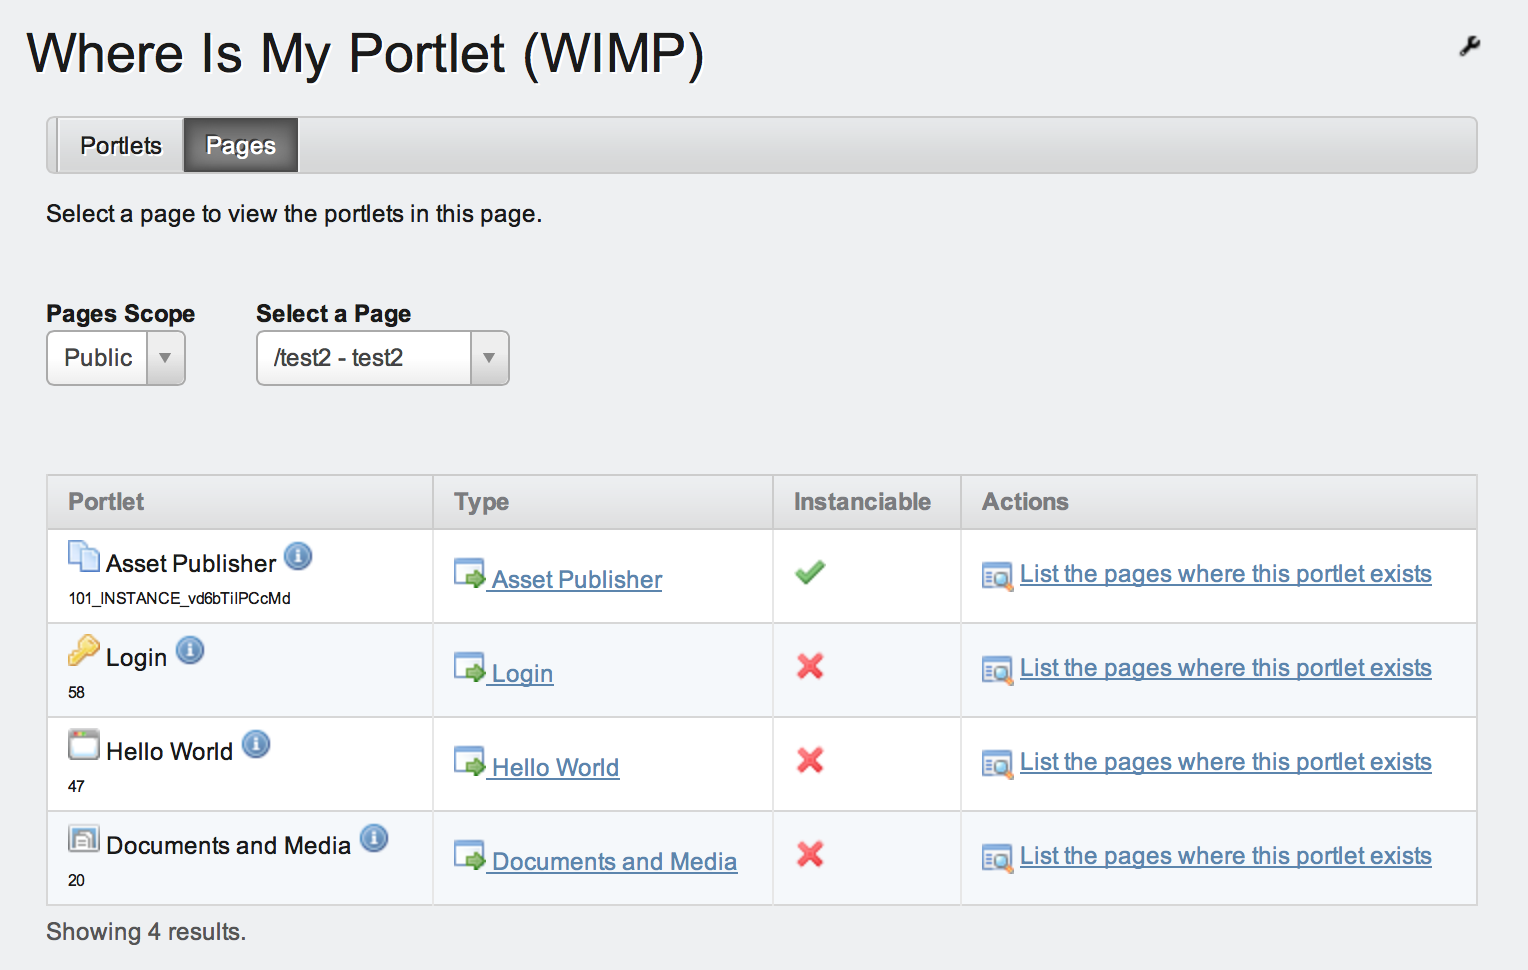 Where Is My Portlet (WIMP)
Portlets Pages
Select a page to view the portlets in this page.
Pages Scope Select a Page
Public /test2 - test2
Portlet Type Instanciable Actions
Asset Publisher Asset Publisher List the pages where this portlet exists
101_INSTANCE_vd6bTiIPCcMd
Login Login List the pages where this portlet exists
58
Hello World Hello World List the pages where this portlet exists
47
Documents and Media Documents and Media List the pages where this portlet exists
20
Showing 4 results.